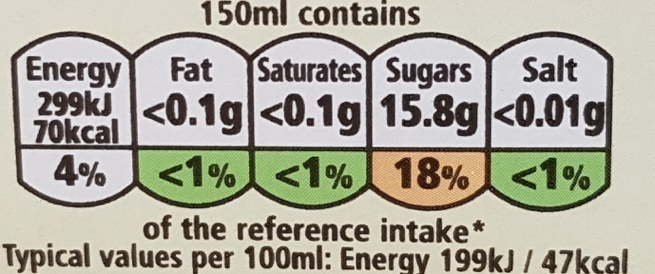 150ml contains
Energy Fat Saturates Sugars Salt
299kJ 70kcal <0.1g <0.1g 15.8g <0.01g
4% <1% <1% 18% <1%
of the reference intake*
Typical values per 100ml: Energy 199kJ / 47kcal